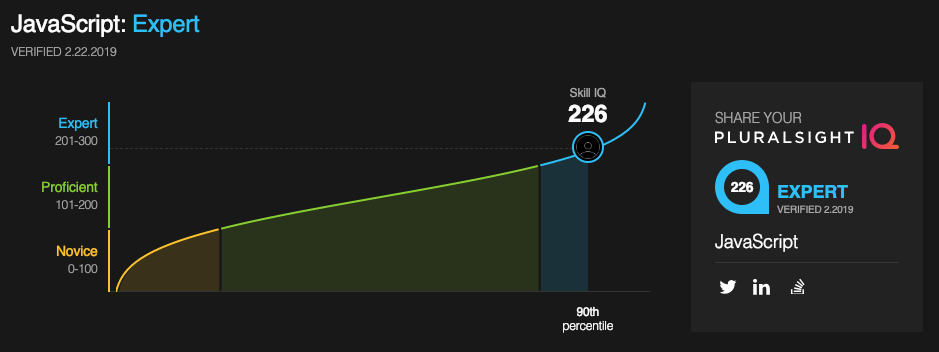 JavaScript: Expert
VERIFIED 2.22.2019
Expert
201-300
Proficient
101-200
Novice
0-100
Skill IQ
226
90th
percentile
SHARE YOUR
PLURALSIGHT IQ
226
EXPERT
VERIFIED 2.2019
JavaScript